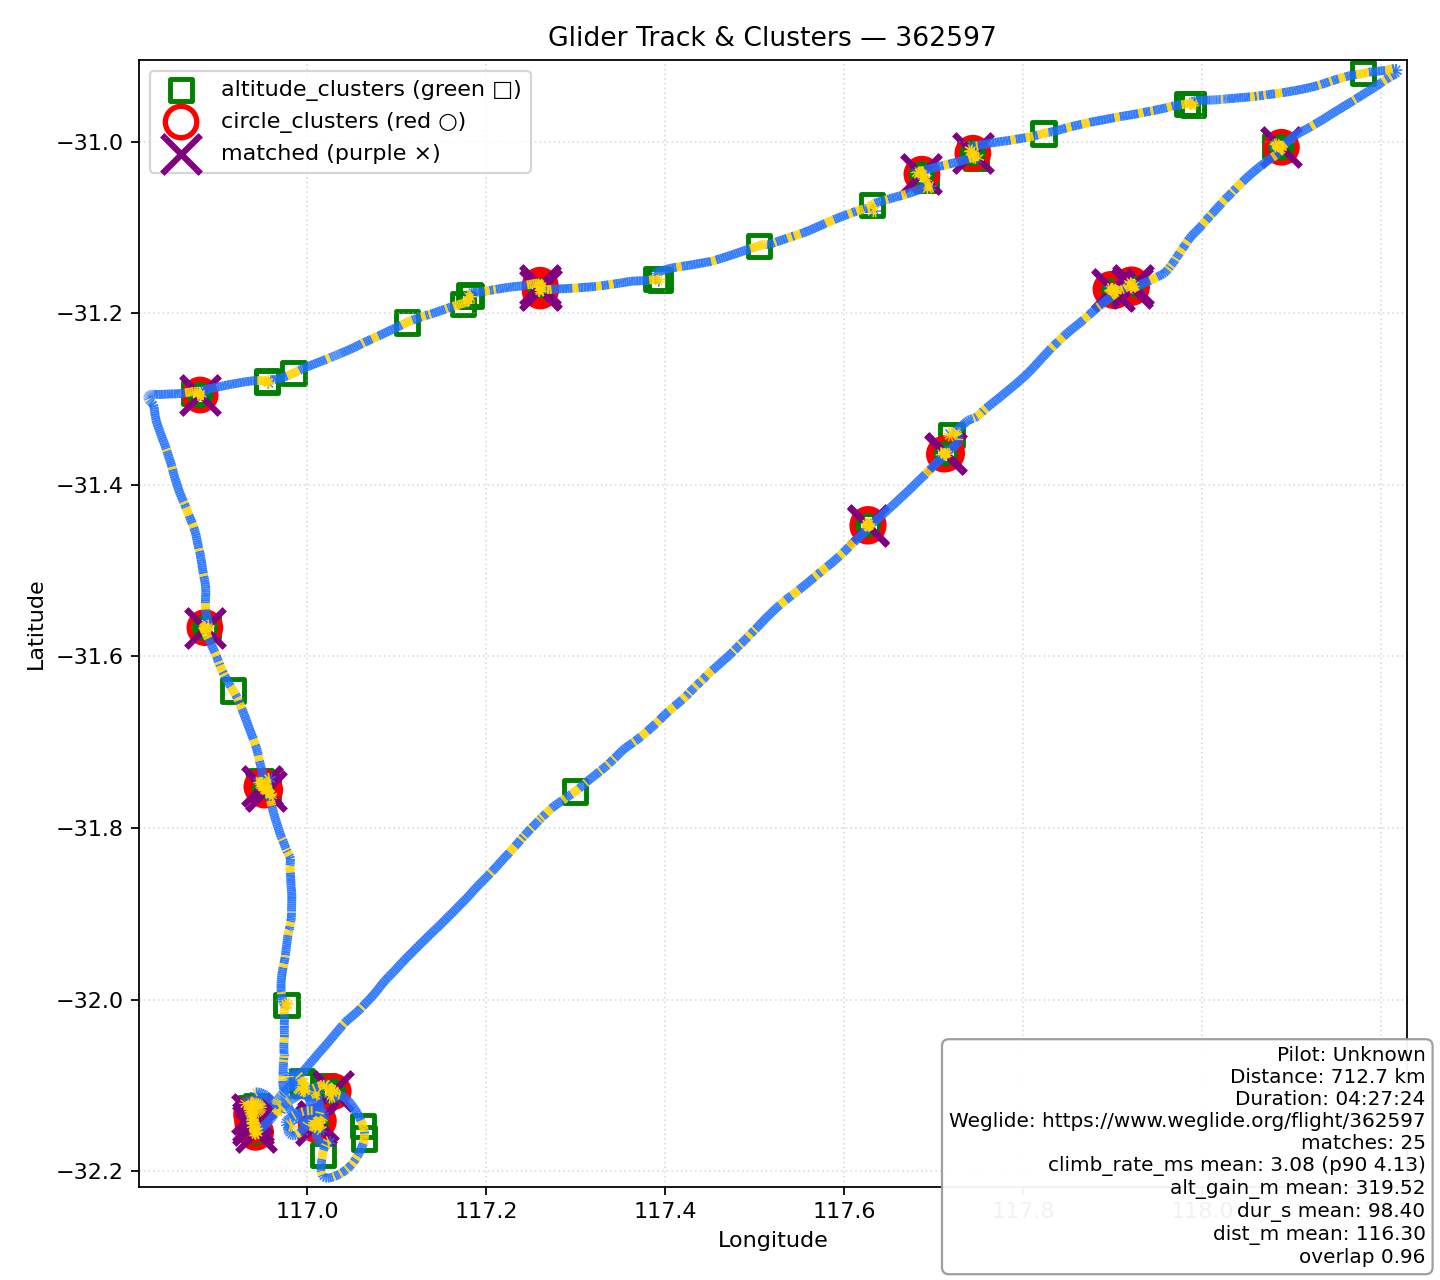 Glider Track & Clusters — 362597
altitude_clusters (green □)
circle_clusters (red ○)
matched (purple ×)
Latitude
−31.0
−31.2
−31.4
−31.6
−31.8
−32.0
−32.2
117.0
117.2
117.4
117.6
117.8
118.0
Longitude
Pilot: Unknown
Distance: 712.7 km
Duration: 04:27:24
Weglide: https://www.weglide.org/flight/362597
matches: 25
climb_rate_ms mean: 3.08 (p90 4.13)
alt_gain_m mean: 319.52
dur_s mean: 98.40
dist_m mean: 116.30
overlap 0.96